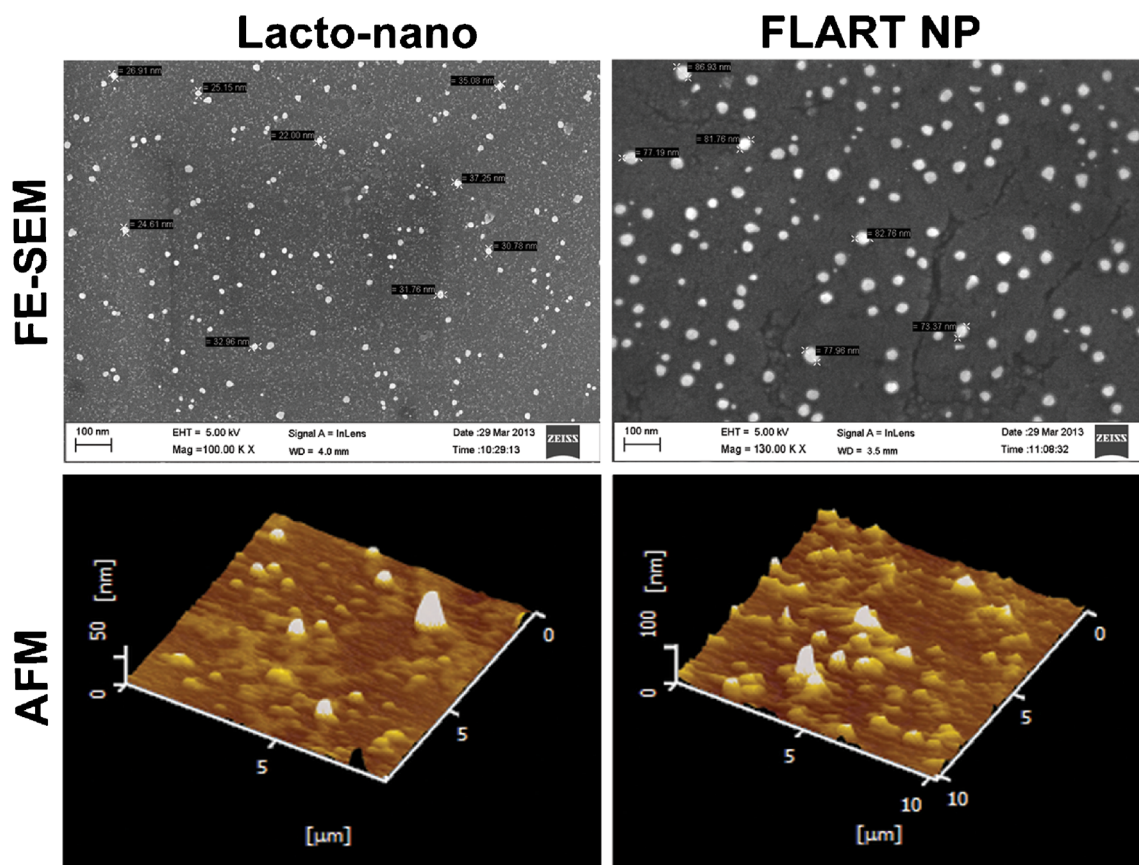 Lacto-nano
FLART NP
FE-SEM
= 26.91 nm
= 25.15 nm
= 35.08 nm
= 22.00 nm
= 37.25 nm
= 24.61 nm
= 30.78 nm
= 31.76 nm
= 32.96 nm
100 nm
EHT = 5.00 kV
Signal A = InLens
Date :29 Mar 2013
Mag =100.00 K X
WD = 4.0 mm
Time :10:29:13
ZEISS
= 86.93 nm
= 81.76 nm
= 77.19 nm
= 82.76 nm
= 73.37 nm
= 77.96 nm
100 nm
EHT = 5.00 kV
Signal A = InLens
Date :29 Mar 2013
Mag = 130.00 K X
WD = 3.5 mm
Time :11:08:32
ZEISS
AFM
[nm]
50
0
0
5
5
[µm]
[nm]
100
0
0
5
5
10
10
[µm]